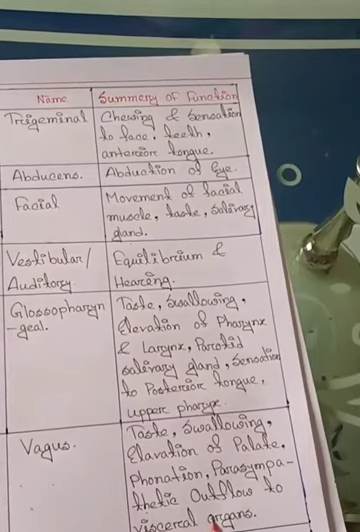 Name Summary of Function
Trigeminal Chewing & Sensation
to face, teeth,
anterior tongue.
Abducens. Abduation of Eye.
Facial Movement of facial
muscle, taste, salivary
gland.
Vestibular/ Equilibrium &
Auditory Hearing.
Glossopharyn Taste, Swallowing,
-geal. Elevation of Pharynx
& Larynx, Parotid
salivary gland, Sensation
to Posterior tongue,
upper pharynx.
Vagus. Taste, Swallowing,
Elavation of Palate,
Phonation, Parasympa-
thetic Outflow to
visceral organs.